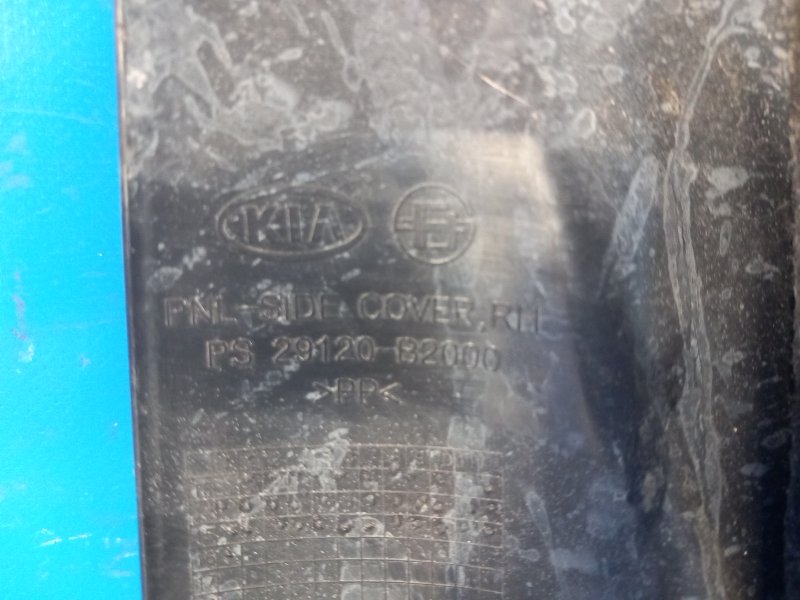 KIA
PNL-SIDE COVER,RH
PS 29120-B2000
>PP<